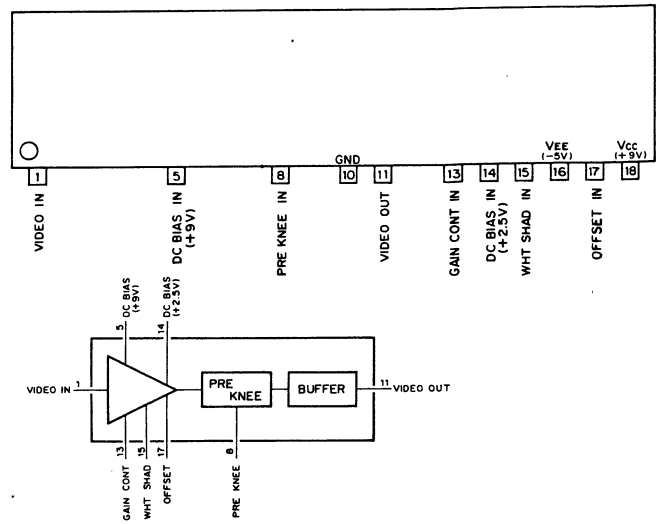 GND
VEE
(-5V)
VCC
(+9V)
1
5
8
10
11
13
14
15
16
17
18
VIDEO IN
DC BIAS IN
(+9V)
PRE KNEE IN
VIDEO OUT
GAIN CONT IN
DC BIAS IN
(+2.5V)
WHT SHAD IN
OFFSET IN
5
DC BIAS
(+9V)
14
DC BIAS
(+2.5V)
VIDEO IN
1
PRE
KNEE
BUFFER
11
VIDEO OUT
13
GAIN CONT
15
WHT SHAD
17
OFFSET
8
PRE KNEE